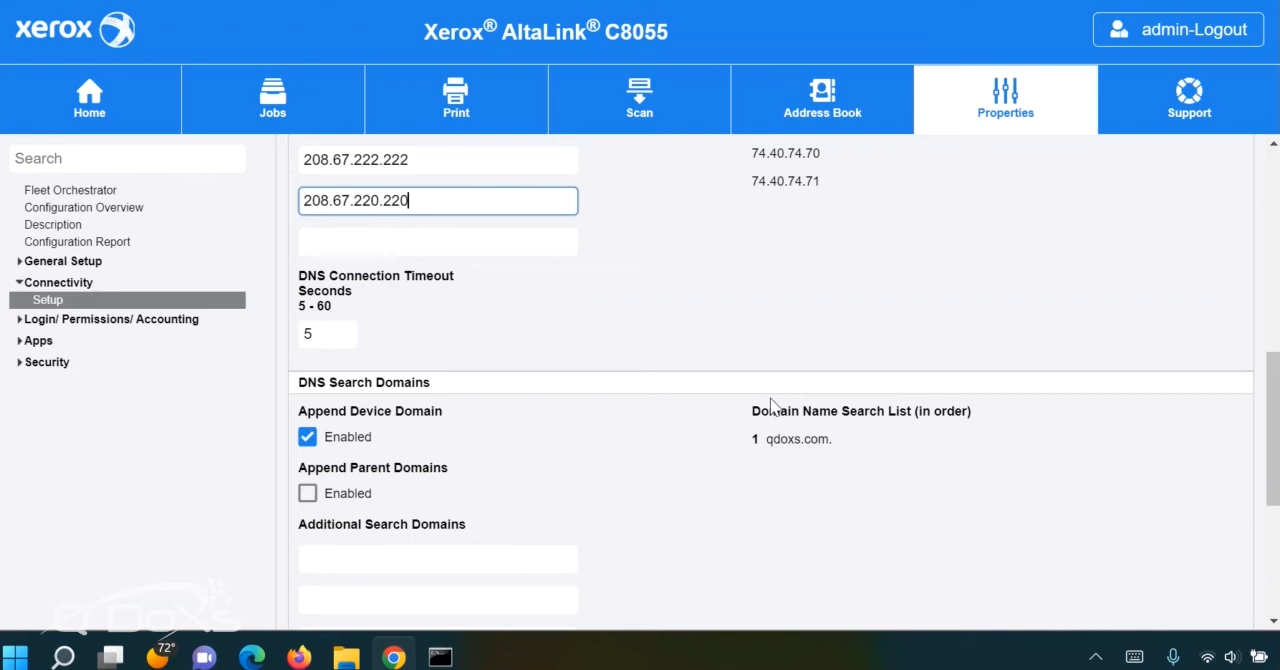 xerox
Xerox® AltaLink® C8055
admin-Logout
Home
Jobs
Print
Scan
Address Book
Properties
Support
Search
Fleet Orchestrator
Configuration Overview
Description
Configuration Report
General Setup
Connectivity
Setup
Login/ Permissions/ Accounting
Apps
Security
208.67.222.222
74.40.74.70
208.67.220.220
74.40.74.71
DNS Connection Timeout
Seconds
5 - 60
5
DNS Search Domains
Append Device Domain
Domain Name Search List (in order)
Enabled
1 qdoxs.com.
Append Parent Domains
Enabled
Additional Search Domains
Q DOXS
72°